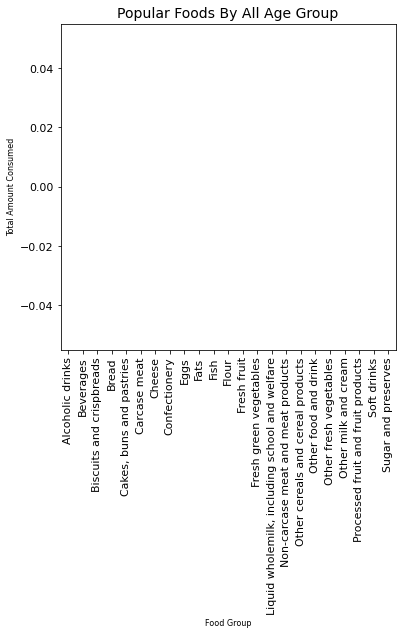 Popular Foods By All Age Group
Total Amount Consumed
0.04
0.02
0.00
−0.02
−0.04
Alcoholic drinks
Beverages
Biscuits and crispbreads
Bread
Cakes, buns and pastries
Carcase meat
Cheese
Confectionery
Eggs
Fats
Fish
Flour
Fresh fruit
Fresh green vegetables
Liquid wholemilk, including school and welfare
Non-carcase meat and meat products
Other cereals and cereal products
Other food and drink
Other fresh vegetables
Other milk and cream
Processed fruit and fruit products
Soft drinks
Sugar and preserves
Food Group